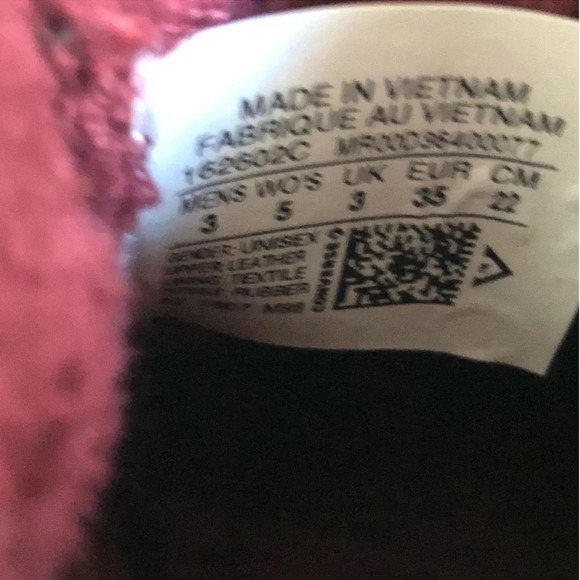 MADE IN VIETNAM
FABRIQUE AU VIETNAM
162602C MR00D36400077
MENS WO'S UK EUR CM
3 5 3 35 22
GENDER: UNISEX
UPPER: LEATHER
LINING: TEXTILE
RUBBER
CONVERSE